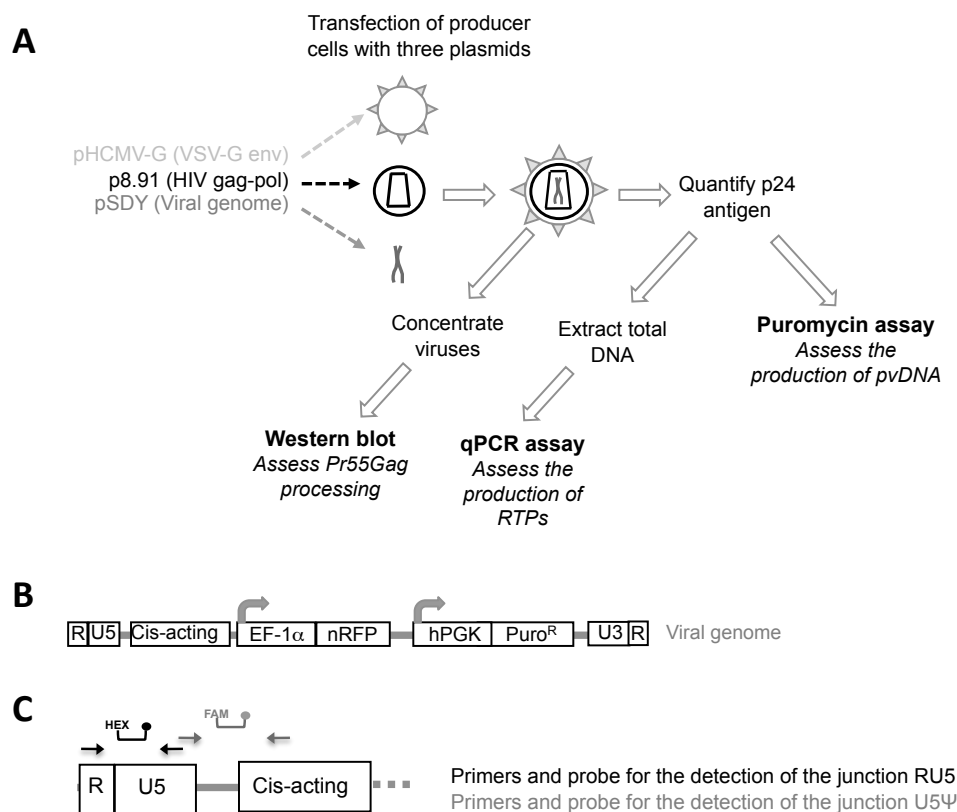 A
Transfection of producer
cells with three plasmids
pHCMV-G (VSV-G env)
p8.91 (HIV gag-pol)
pSDY (Viral genome)
Quantify p24
antigen
Concentrate
viruses
Extract total
DNA
Puromycin assay
Assess the
production of pvDNA
Western blot
Assess Pr55Gag
processing
qPCR assay
Assess the
production of
RTPs
B
R U5 Cis-acting EF-1α nRFP hPGK Puroᴿ U3 R Viral genome
C
HEX FAM
R U5 Cis-acting
Primers and probe for the detection of the junction RU5
Primers and probe for the detection of the junction U5Ψ